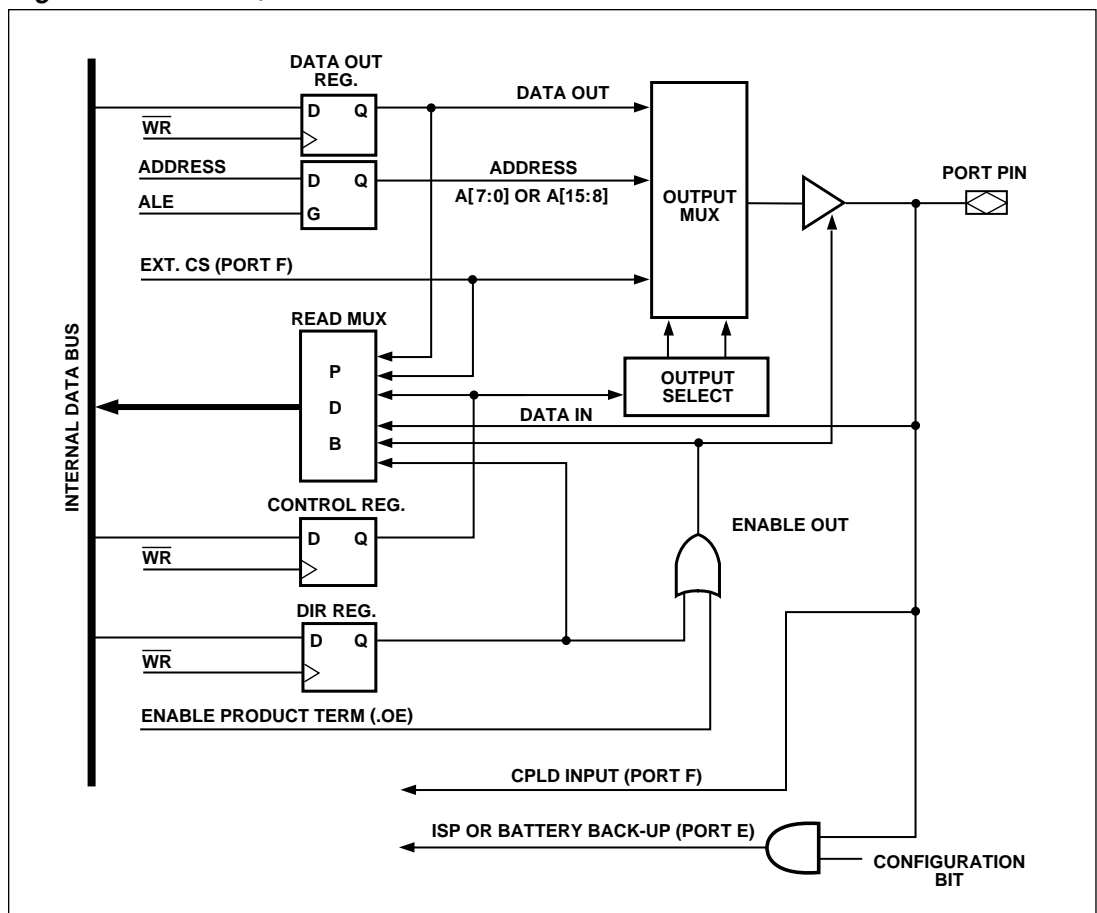 DATA OUT
REG.
D Q
WR
ADDRESS
D Q
ALE
G
DATA OUT
ADDRESS
A[7:0] OR A[15:8]
OUTPUT
MUX
PORT PIN
EXT. CS (PORT F)
READ MUX
P
D
B
OUTPUT
SELECT
DATA IN
INTERNAL DATA BUS
CONTROL REG.
D Q
WR
ENABLE OUT
DIR REG.
D Q
WR
ENABLE PRODUCT TERM (.OE)
CPLD INPUT (PORT F)
ISP OR BATTERY BACK-UP (PORT E)
CONFIGURATION
BIT